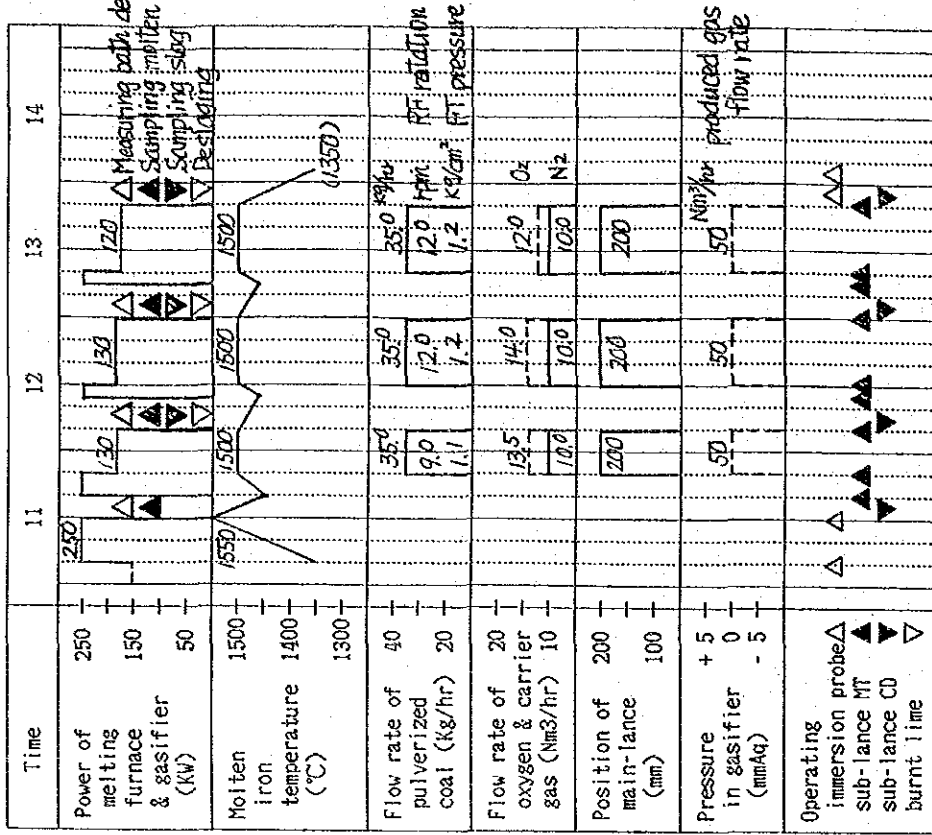 Time 11 12 13 14
Power of
melting
furnace
& gasifier
(KW)
250
150
50
250 130 130 120
△ Measuring bath de
▲ Sampling molten
▼ Sampling slag
▽ Deslaging
Molten
iron
temperature
(°C)
1500
1400
1300
1550 1500 1500 1500 (1350)
Flow rate of
pulverized
coal (Kg/hr)
40
20
35.0 35.0 35.0 kg/hr
9.0 12.0 12.0 rpm
1.1 1.2 1.2 kg/cm²
pressure
Flow rate of
oxygen & carrier
gas (Nm3/hr)
20
10
13.5 14.0 12.0 O₂
10.0 10.0 10.0 N2
Position of
main-lance
(mm)
200
100
200 200 200
Pressure
in gasifier
(mmAq)
+ 5
0
- 5
50 50 50 Nm³/hr produced gas
flow rate
Operating
immersion probe△
sub-lance MT ▲
sub-lance CD ▼
burnt lime ▽